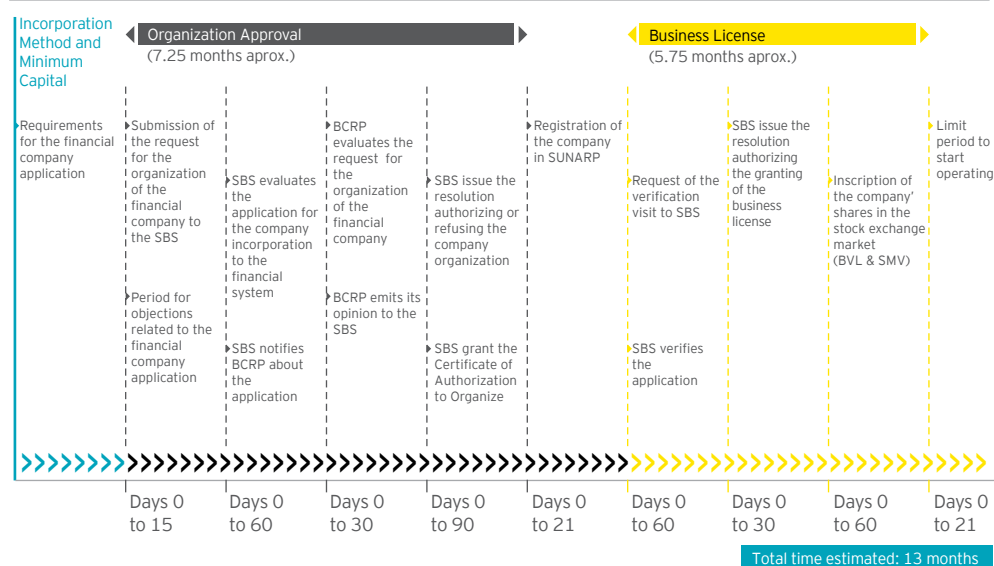 Incorporation
Method and
Minimum
Capital
Organization Approval
(7.25 months aprox.)
Business License
(5.75 months aprox.)
Requirements
for the financial
company
application
Submission of
the request
for the
organization
of the
financial
company to
the SBS
Period for
objections
related to the
financial
company
application
SBS evaluates
the
application for
the company
incorporation
to the
financial
system
SBS notifies
BCRP about
the
application
BCRP
evaluates the
request for
the
organization
of the
financial
company
BCRP emits its
opinion to the
SBS
SBS issue the
resolution
authorizing or
refusing the
company
organization
SBS grant the
Certificate of
Authorization
to Organize
Registration of
the company
in SUNARP
Request of the
verification
visit to SBS
SBS verifies
the
application
SBS issue the
resolution
authorizing
the granting
of the
business
license
Inscription of
the company'
shares in the
stock exchange
market
(BVL & SMV)
Limit
period to
start
operating
Days 0
to 15
Days 0
to 60
Days 0
to 30
Days 0
to 90
Days 0
to 21
Days 0
to 60
Days 0
to 30
Days 0
to 60
Days 0
to 21
Total time estimated: 13 months